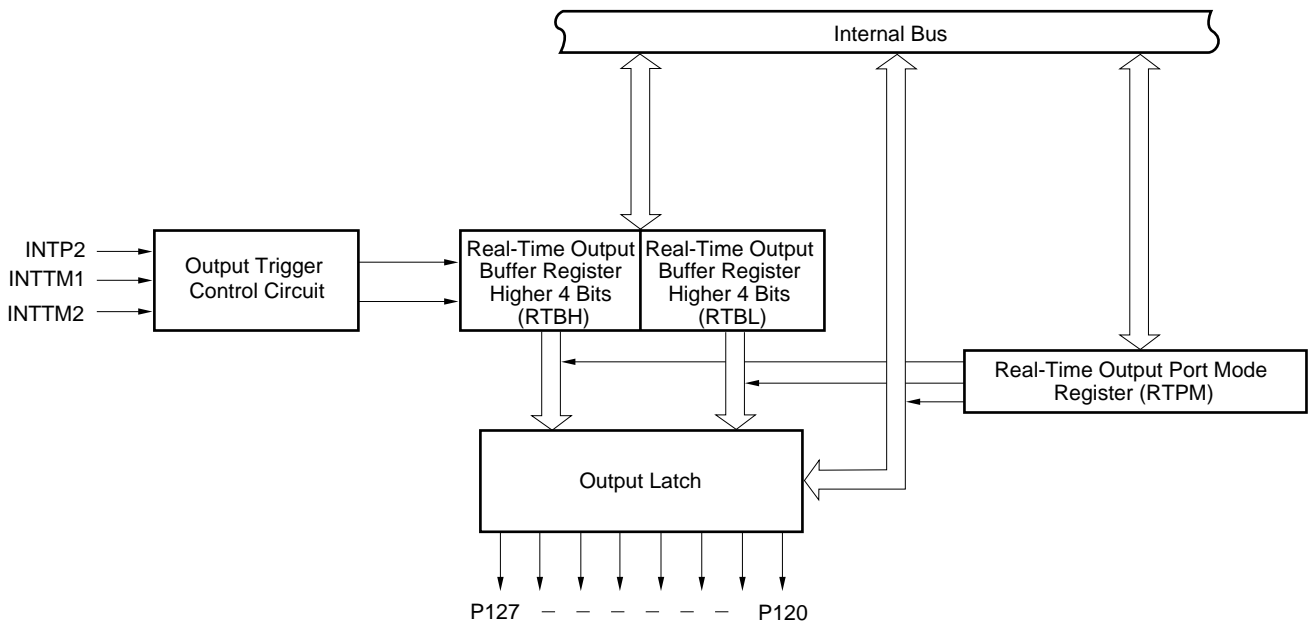 Internal Bus
INTP2
INTTM1
INTTM2
Output Trigger
Control Circuit
Real-Time Output
Buffer Register
Higher 4 Bits
(RTBH)
Real-Time Output
Buffer Register
Higher 4 Bits
(RTBL)
Real-Time Output Port Mode
Register (RTPM)
Output Latch
P127 – – – – – – P120